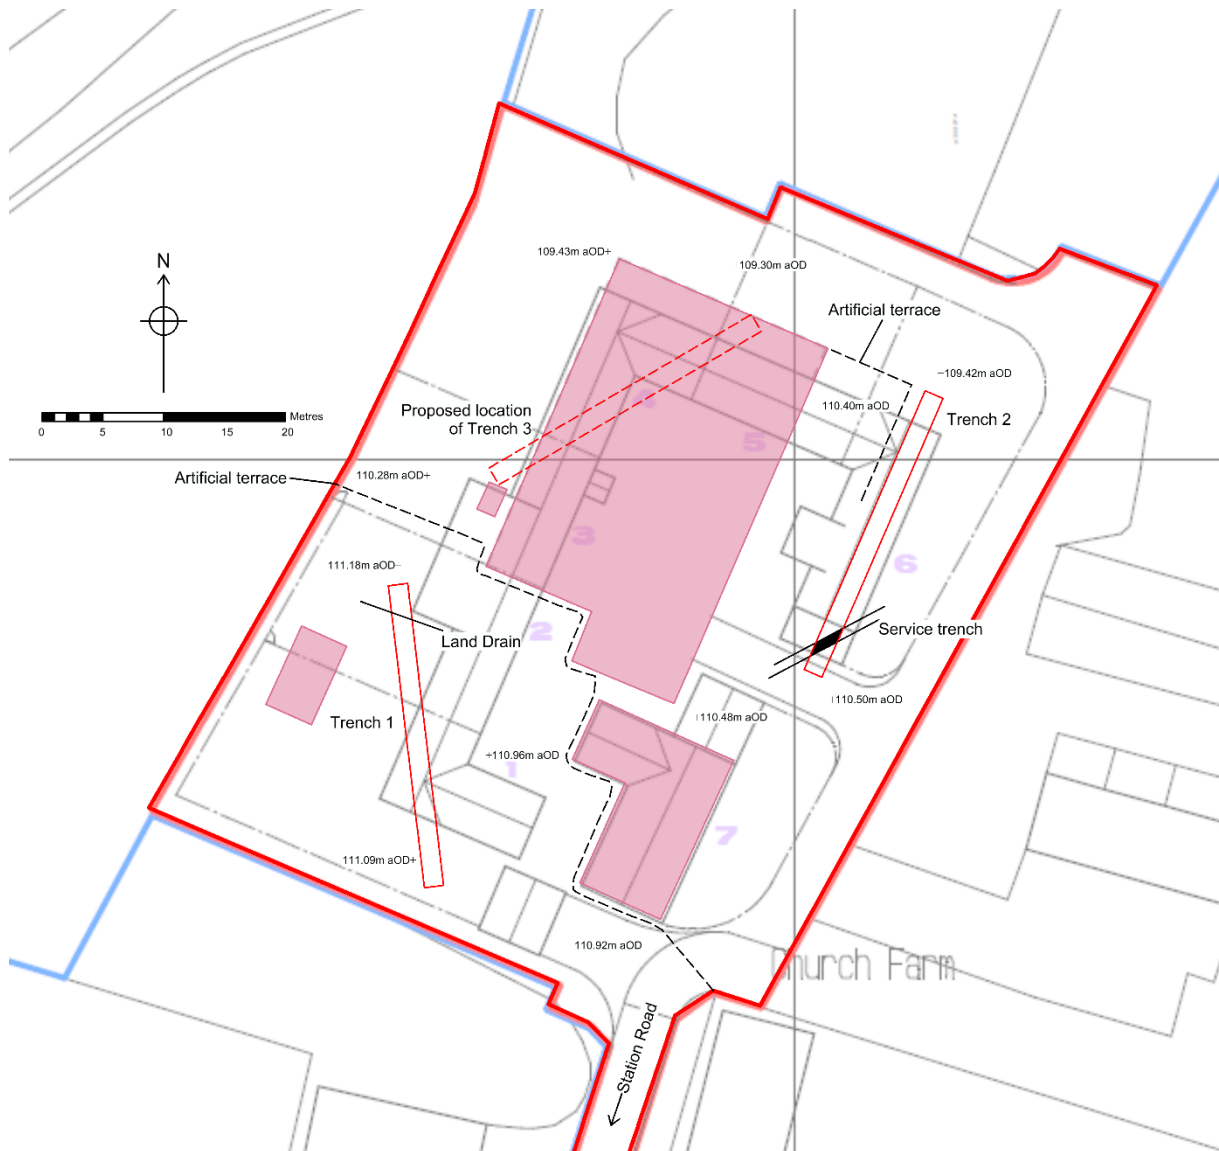 N
Metres
0 5 10 15 20
109.43m aOD+
109.30m aOD
Artificial terrace
109.42m aOD
110.40m aOD
Trench 2
Proposed location
of Trench 3
4
5
Artificial terrace
110.28m aOD+
3
111.18m aOD
6
Land Drain
2
Service trench
110.50m aOD
Trench 1
110.48m aOD
+110.96m aOD
1
7
111.09m aOD+
110.92m aOD
Church Farm
Station Road